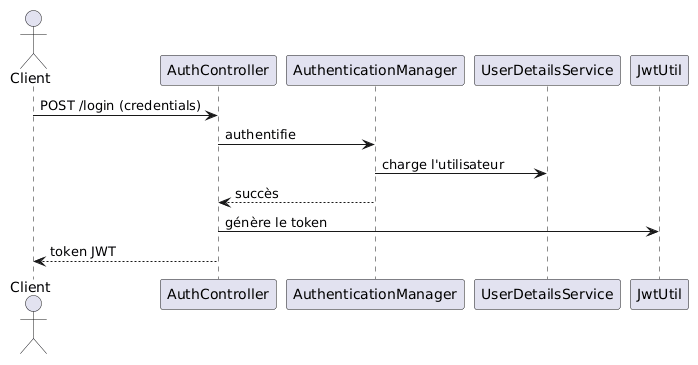 Client
AuthController
AuthenticationManager
UserDetailsService
JwtUtil
POST /login (credentials)
authentifie
charge l'utilisateur
succès
génère le token
token JWT
Client
AuthController
AuthenticationManager
UserDetailsService
JwtUtil